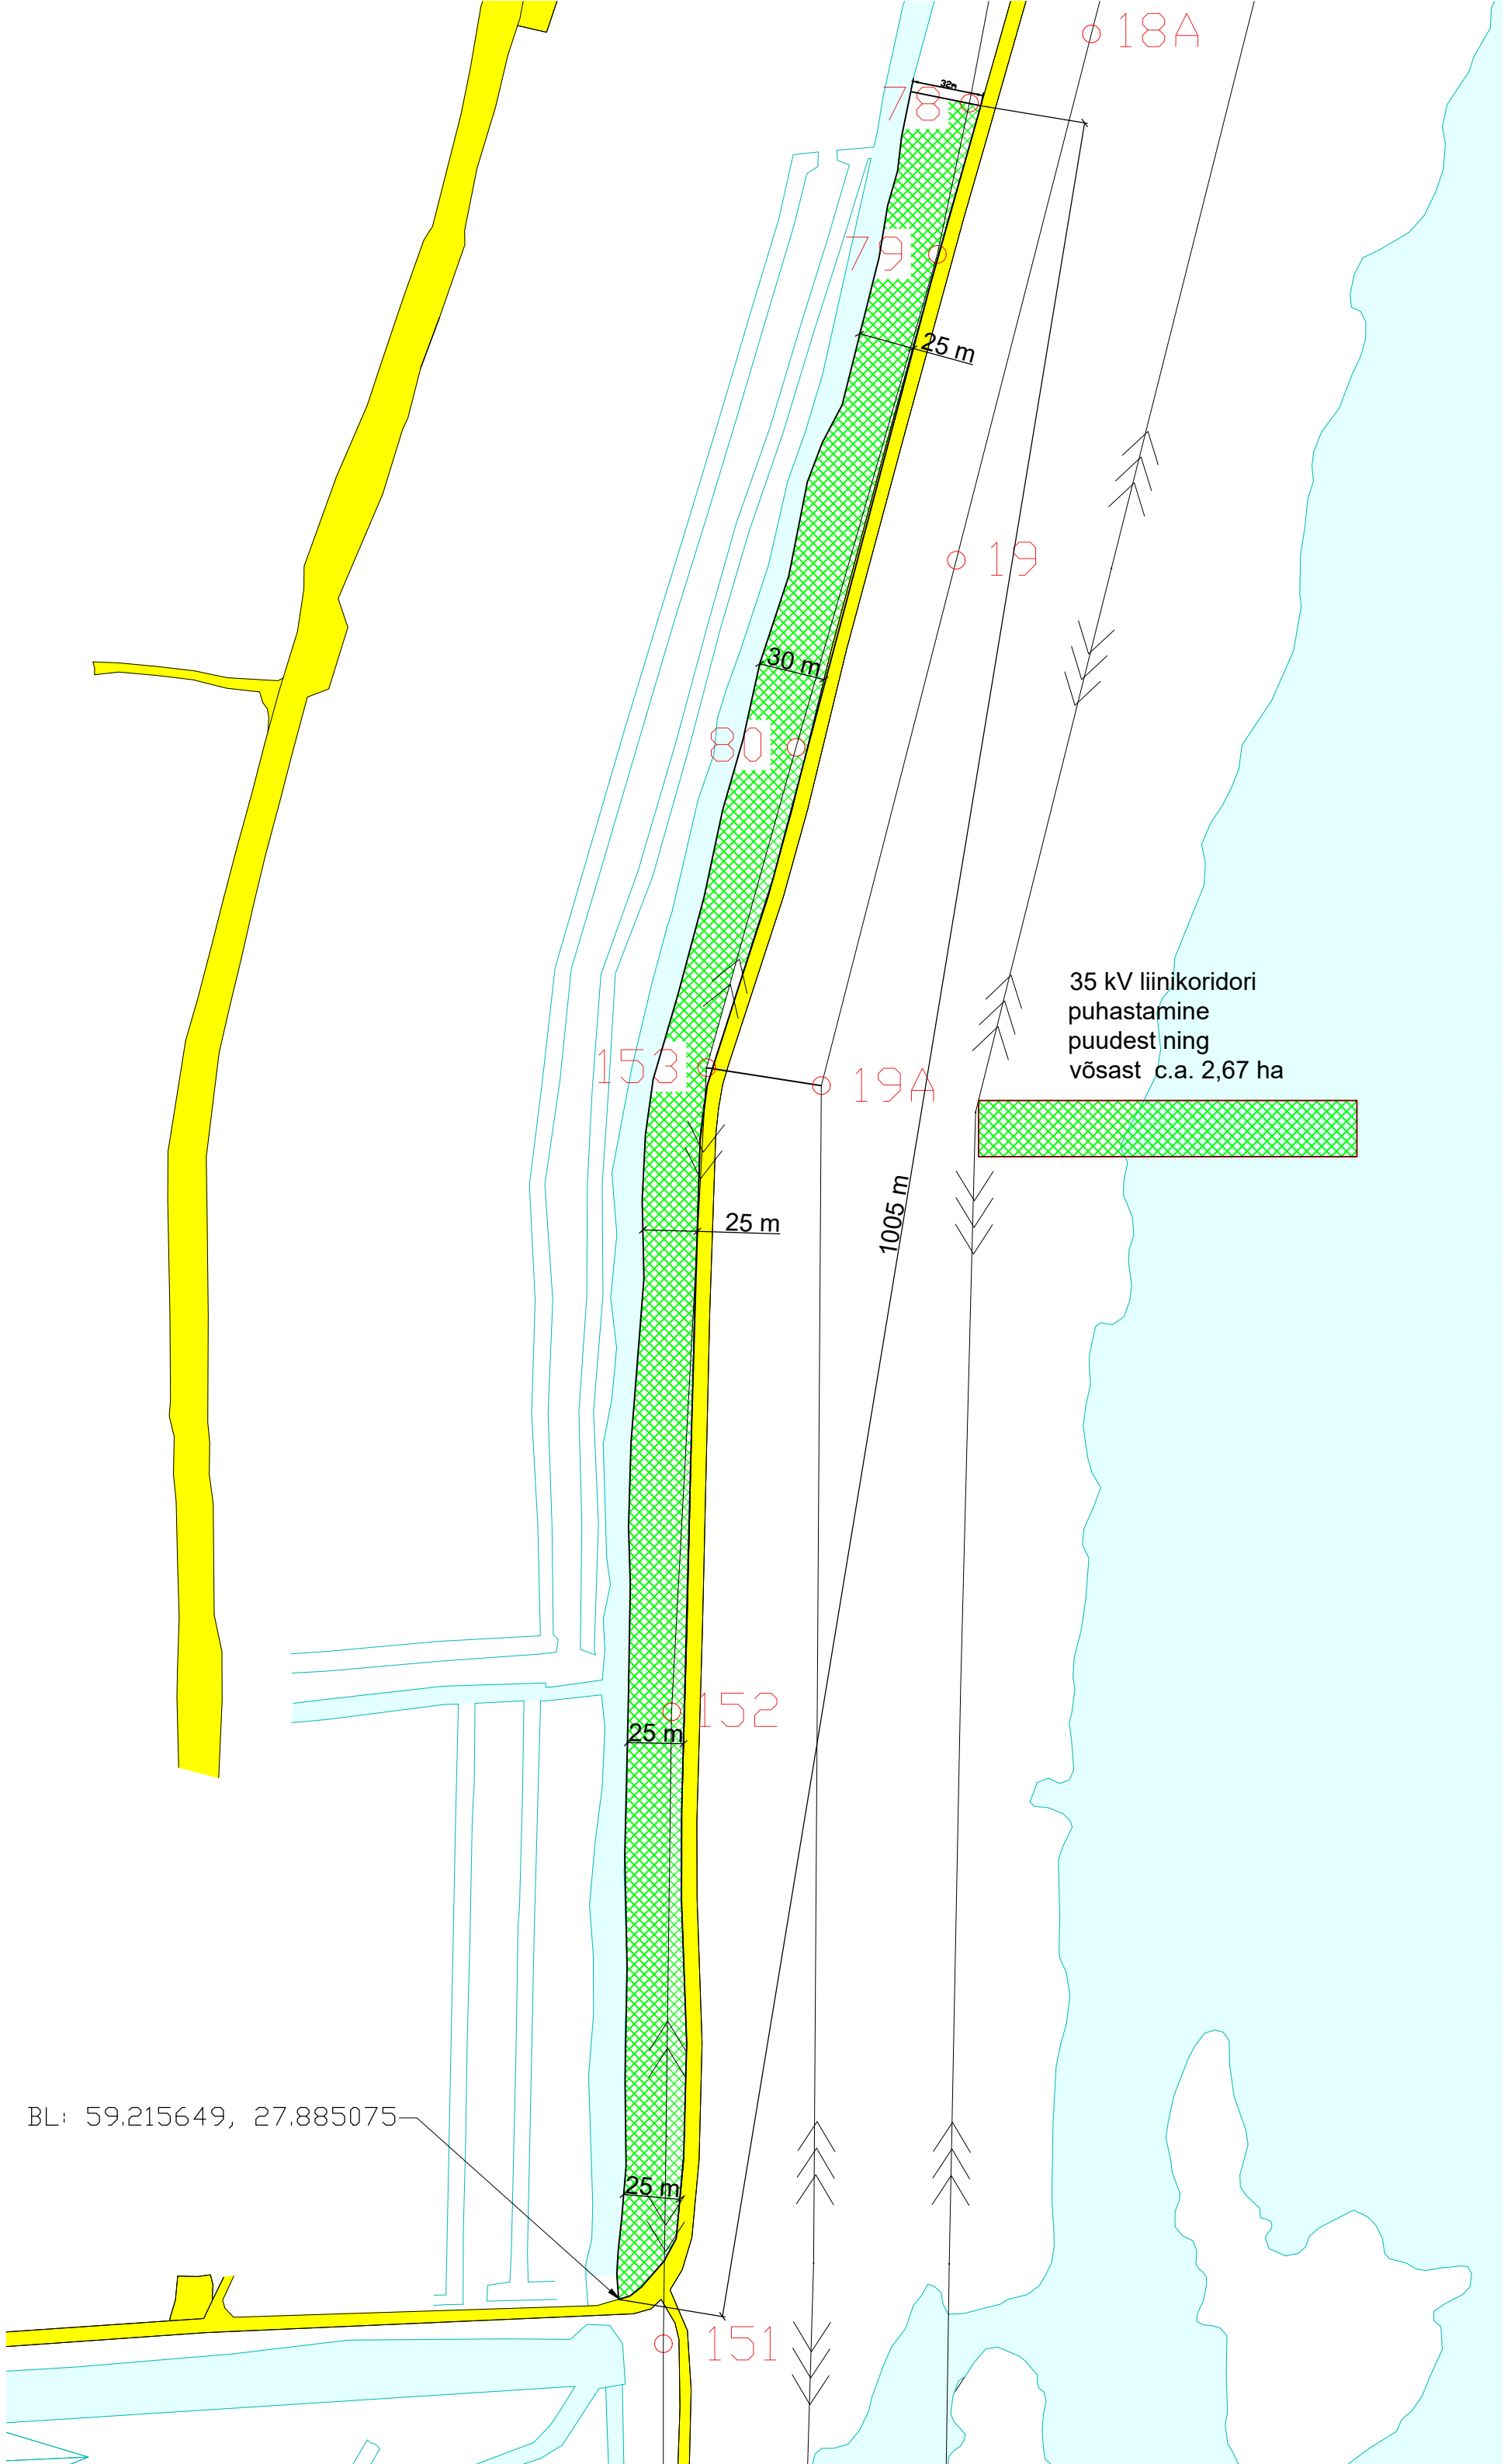 18A
32m
78
79
25 m
19
30 m
80
35 kV liinikoridori
puhastamine
puudest ning
võsast c.a. 2,67 ha
153
19A
1005 m
25 m
152
25 m
BL: 59.215649, 27.885075
25 m
151